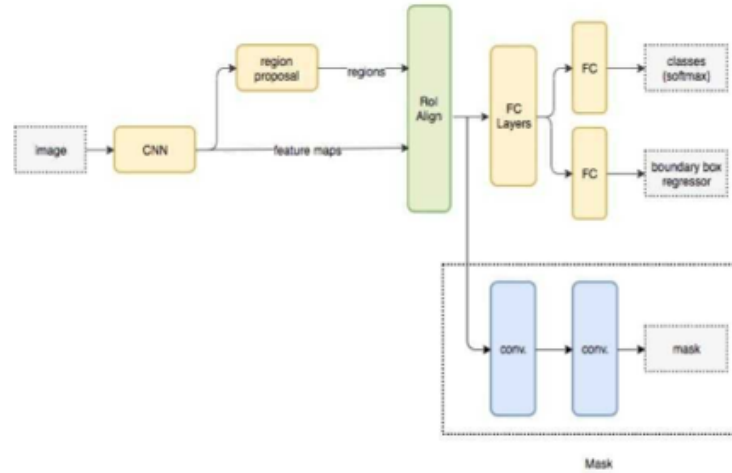 region
proposal
regions
RoI
Align
FC
Layers
FC
classes
(softmax)
image
CNN
feature maps
FC
boundary box
regressor
conv.
conv.
mask
Mask